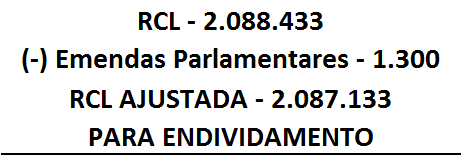 RCL - 2.088.433
(-) Emendas Parlamentares - 1.300
RCL AJUSTADA - 2.087.133
PARA ENDIVIDAMENTO